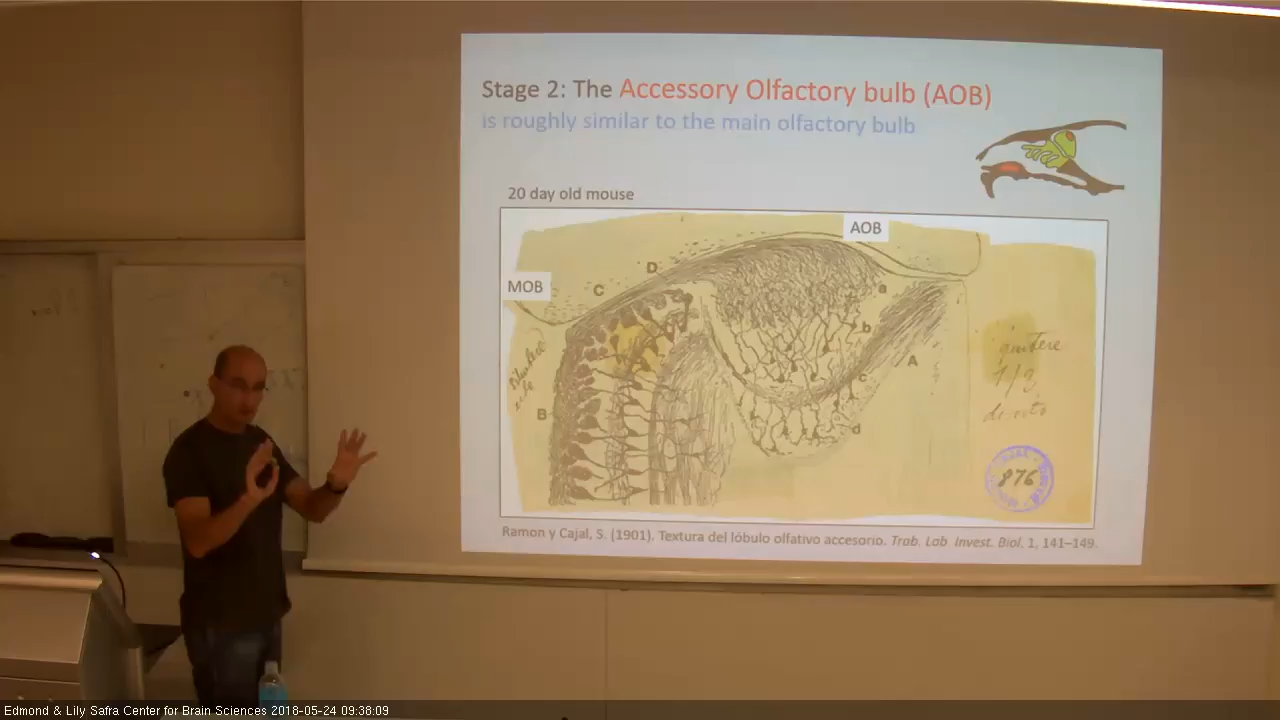 Stage 2: The Accessory Olfactory bulb (AOB)
is roughly similar to the main olfactory bulb
20 day old mouse
AOB
MOB
D
C
a
b
A
c
B
d
876
Ramon y Cajal, S. (1901). Textura del lóbulo olfativo accesorio. Trab. Lab. Invest. Biol. 1, 141–149.
Edmond & Lily Safra Center for Brain Sciences 2018-05-24 09:38:09